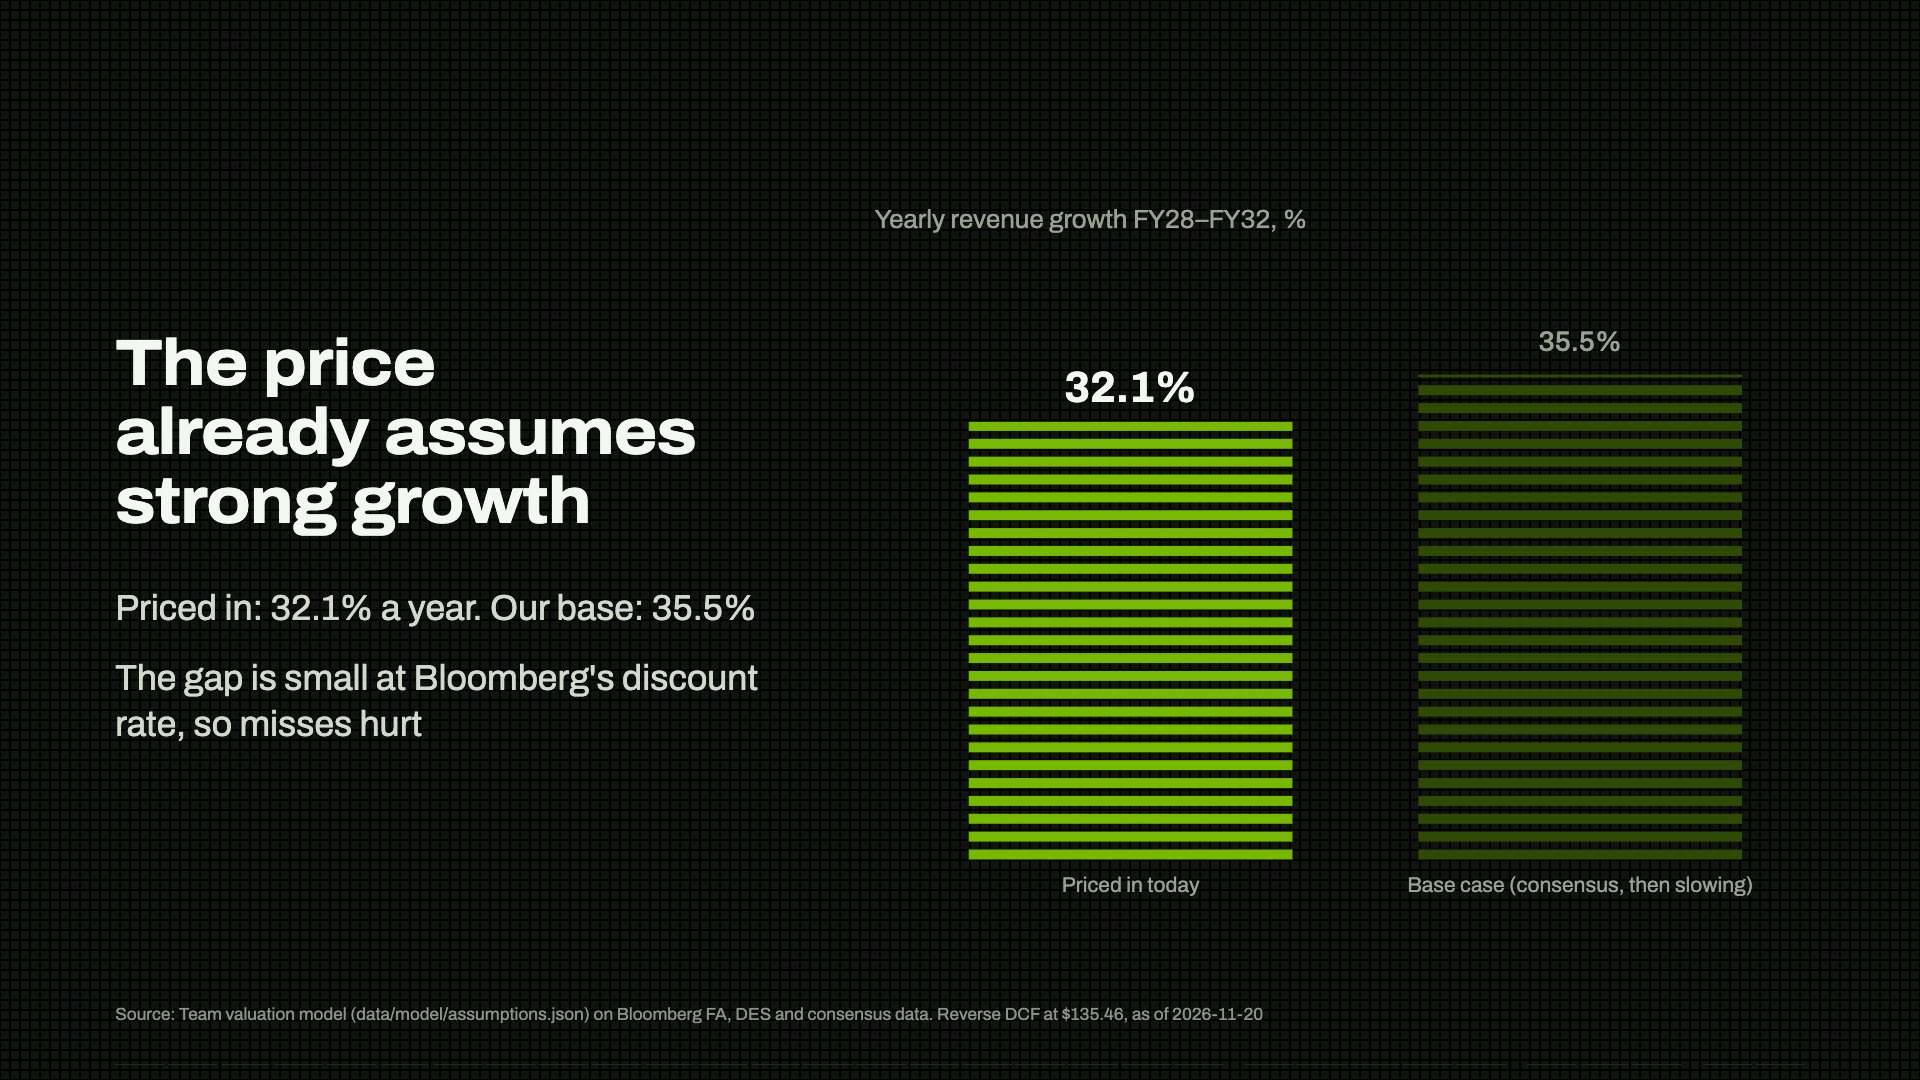 Yearly revenue growth FY28–FY32, %
The price
already assumes
strong growth
Priced in: 32.1% a year. Our base: 35.5%
The gap is small at Bloomberg's discount
rate, so misses hurt
32.1%
35.5%
Priced in today
Base case (consensus, then slowing)
Source: Team valuation model (data/model/assumptions.json) on Bloomberg FA, DES and consensus data. Reverse DCF at $135.46, as of 2026-11-20